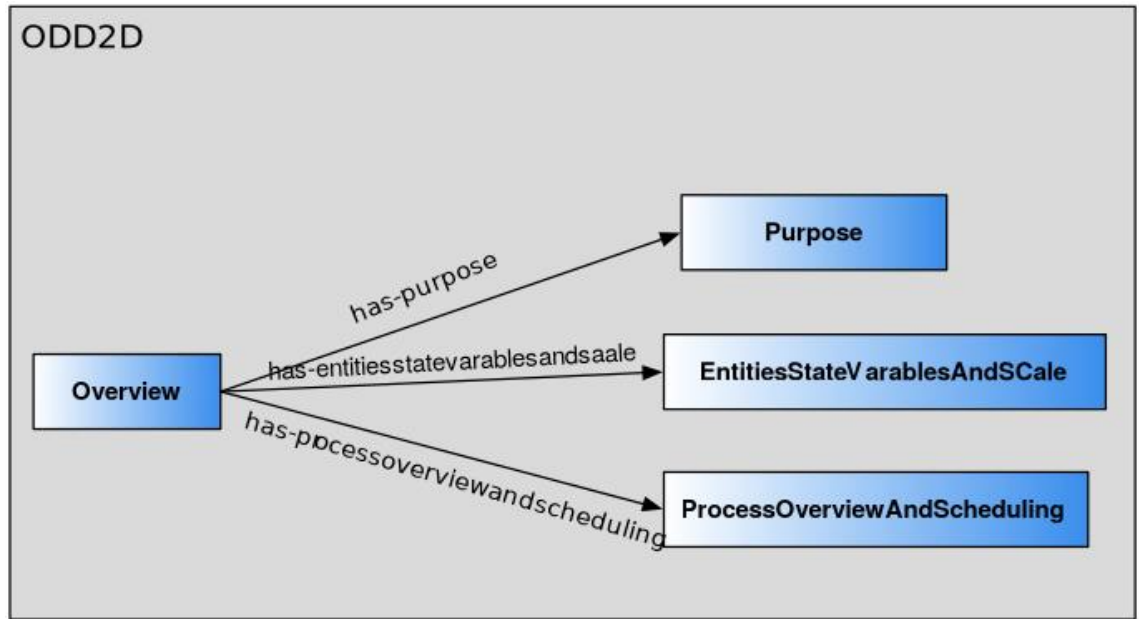 ODD2D
Purpose
has-purpose
has-entitiesstatevarablesandsaale
EntitiesStateVarablesAndSCale
Overview
has-processoverviewandscheduling
ProcessOverviewAndScheduling